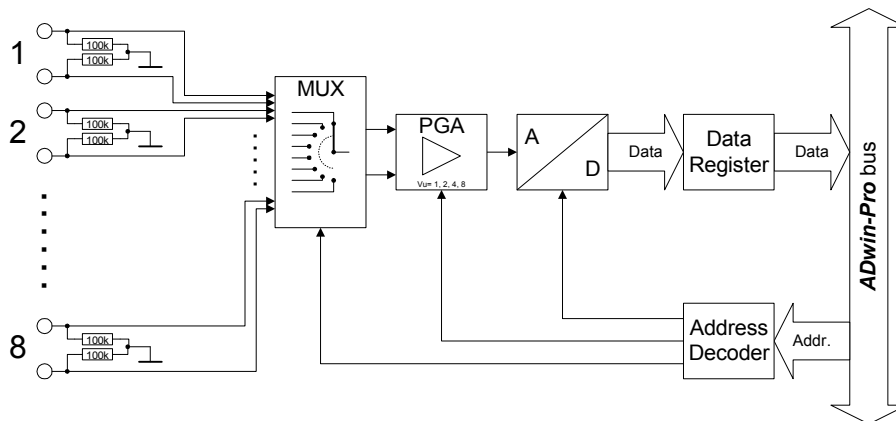 1
100k
100k
2
100k
100k
8
100k
100k
MUX
PGA
Vu= 1, 2, 4, 8
A
D
Data
Data
Register
Data
Address
Decoder
Addr.
ADwin-Pro bus